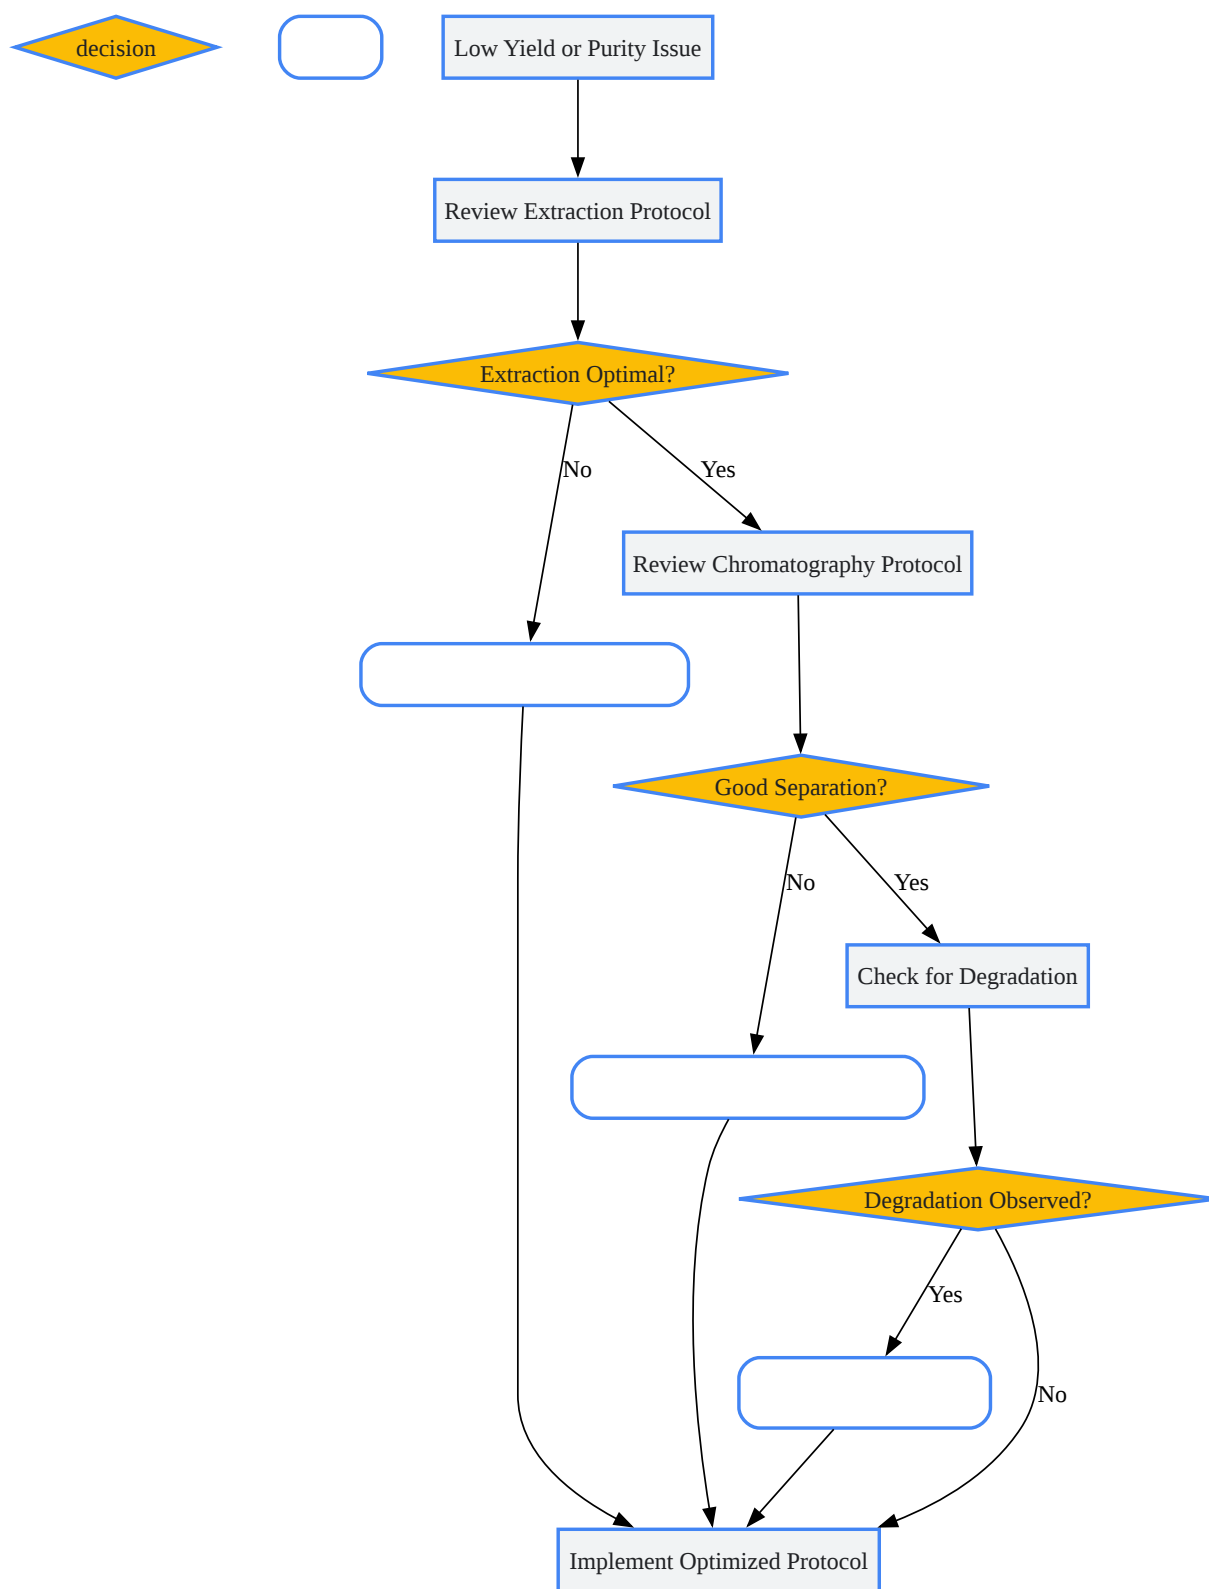 decision
Low Yield or Purity Issue
Review Extraction Protocol
Extraction Optimal?
No
Yes
Review Chromatography Protocol
Good Separation?
No
Yes
Check for Degradation
Degradation Observed?
Yes
No
Implement Optimized Protocol